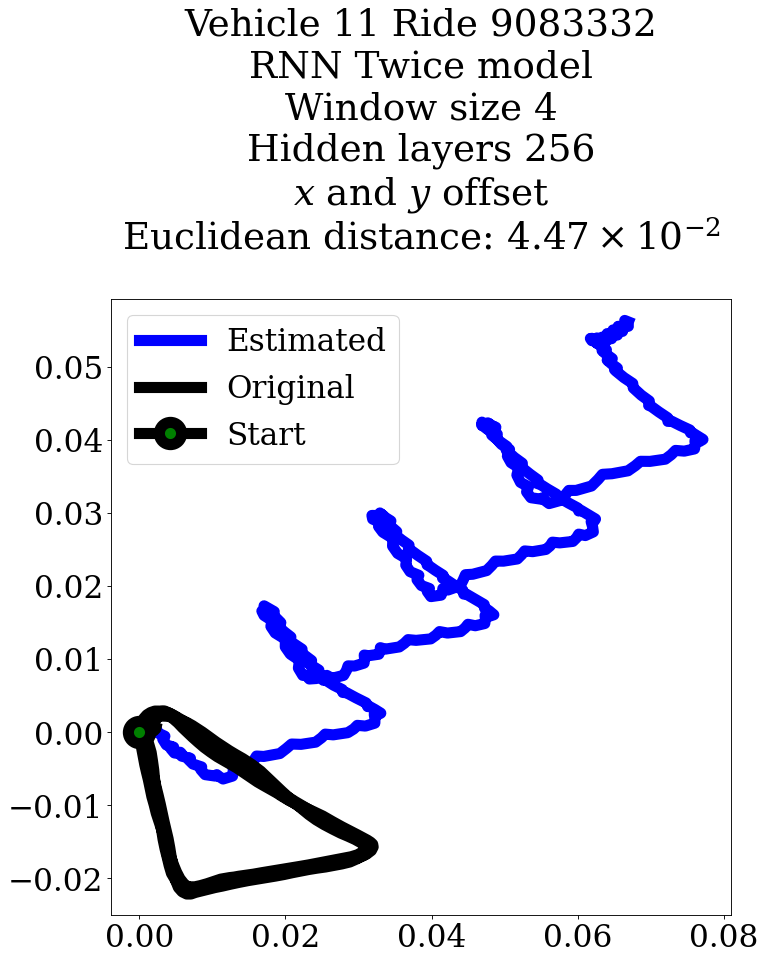 Vehicle 11 Ride 9083332
RNN Twice model
Window size 4
Hidden layers 256
x and y offset
Euclidean distance: 4.47 × 10⁻²
Estimated
Original
Start
0.05
0.04
0.03
0.02
0.01
0.00
−0.01
−0.02
0.00 0.02 0.04 0.06 0.08